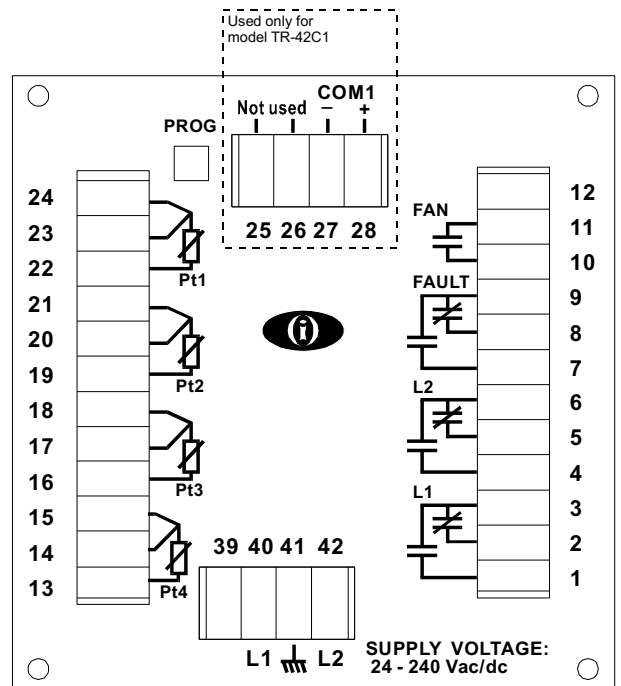 Used only for
model TR-42C1
COM1
Not used – +
PROG
25 26 27 28
24
23
22
Pt1
21
20
19
Pt2
18
17
16
Pt3
15
14
13
Pt4
FAN
12
11
10
FAULT
9
8
7
L2
6
5
4
L1
3
2
1
39 40 41 42
L1 L2
SUPPLY VOLTAGE:
24 - 240 Vac/dc